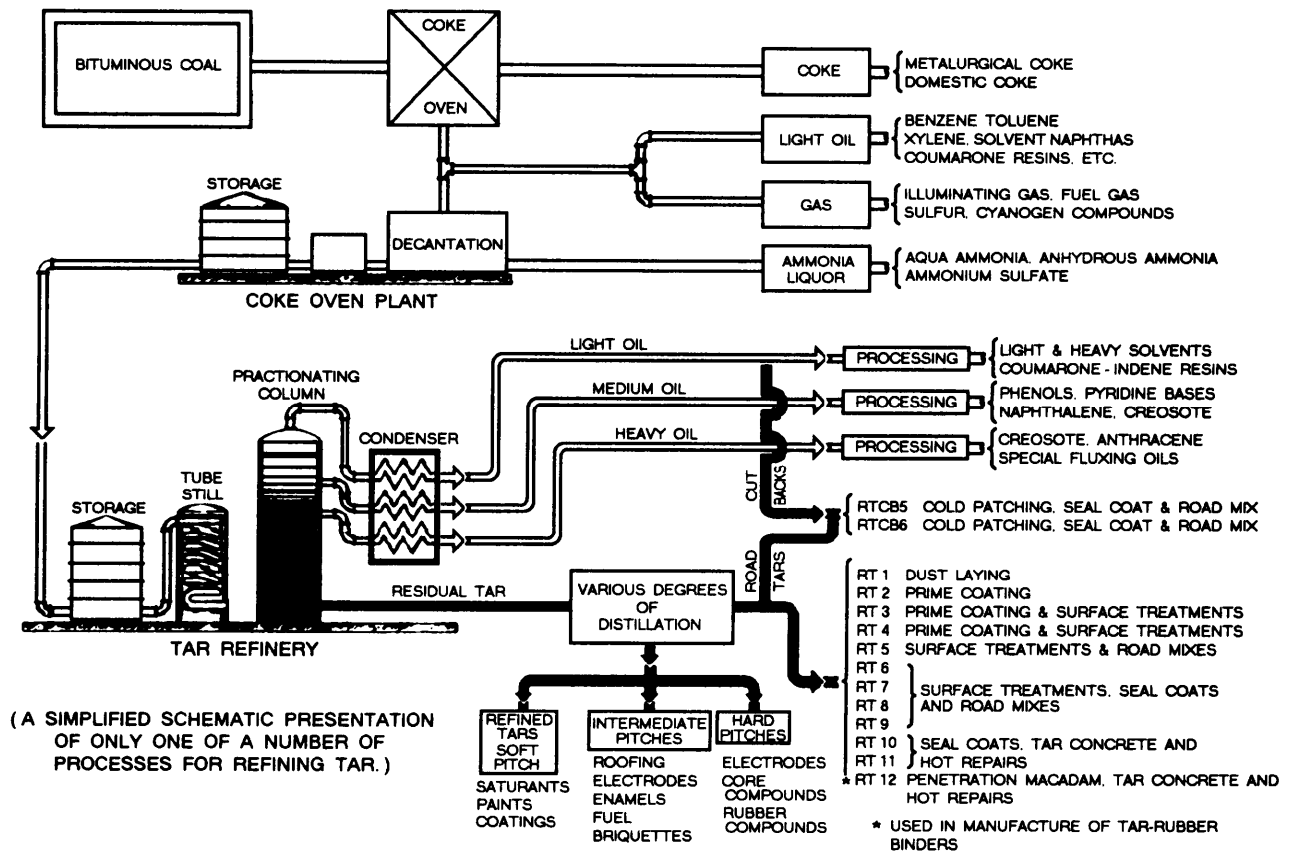 BITUMINOUS COAL
COKE
OVEN
COKE
METALURGICAL COKE
DOMESTIC COKE
LIGHT OIL
BENZENE TOLUENE
XYLENE, SOLVENT NAPHTHAS
COUMARONE RESINS, ETC.
GAS
ILLUMINATING GAS, FUEL GAS
SULFUR, CYANOGEN COMPOUNDS
STORAGE
DECANTATION
AMMONIA
LIQUOR
AQUA AMMONIA, ANHYDROUS AMMONIA
AMMONIUM SULFATE
COKE OVEN PLANT
LIGHT OIL
PROCESSING
LIGHT & HEAVY SOLVENTS
COUMARONE - INDENE RESINS
PRACTIONATING
COLUMN
MEDIUM OIL
PROCESSING
PHENOLS, PYRIDINE BASES
NAPHTHALENE, CREOSOTE
CONDENSER
HEAVY OIL
PROCESSING
CREOSOTE, ANTHRACENE
SPECIAL FLUXING OILS
TUBE
STILL
STORAGE
CUT
BACKS
RTCB5 COLD PATCHING, SEAL COAT & ROAD MIX
RTCB6 COLD PATCHING, SEAL COAT & ROAD MIX
ROAD
TARS
RESIDUAL TAR
VARIOUS DEGREES
OF
DISTILLATION
TAR REFINERY
RT 1 DUST LAYING
RT 2 PRIME COATING
RT 3 PRIME COATING & SURFACE TREATMENTS
RT 4 PRIME COATING & SURFACE TREATMENTS
RT 5 SURFACE TREATMENTS & ROAD MIXES
RT 6
RT 7
RT 8
RT 9
SURFACE TREATMENTS, SEAL COATS
AND ROAD MIXES
RT 10
RT 11
SEAL COATS, TAR CONCRETE AND
HOT REPAIRS
* RT 12 PENETRATION MACADAM, TAR CONCRETE AND
HOT REPAIRS
* USED IN MANUFACTURE OF TAR-RUBBER
BINDERS
(A SIMPLIFIED SCHEMATIC PRESENTATION
OF ONLY ONE OF A NUMBER OF
PROCESSES FOR REFINING TAR.)
REFINED
TARS
SOFT
PITCH
SATURANTS
PAINTS
COATINGS
INTERMEDIATE
PITCHES
ROOFING
ELECTRODES
ENAMELS
FUEL
BRIQUETTES
HARD
PITCHES
ELECTRODES
CORE
COMPOUNDS
RUBBER
COMPOUNDS